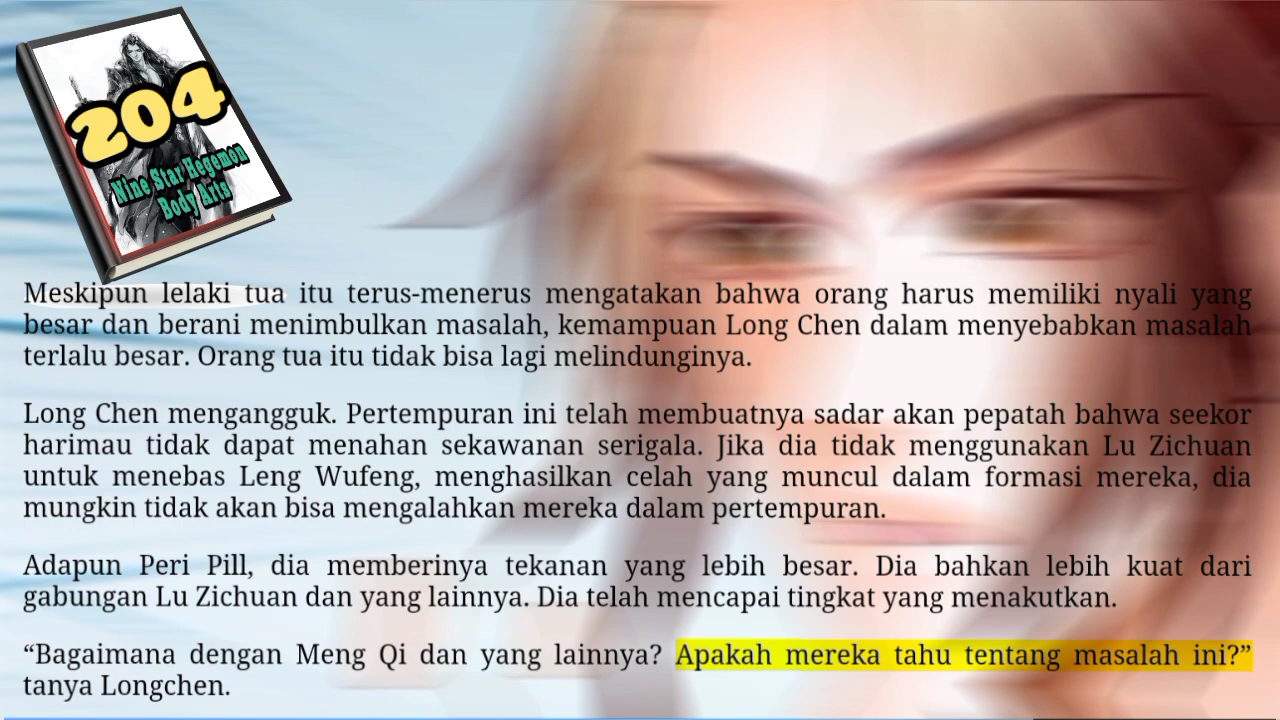 204
Nine Star Hegemon
Body Arts
Meskipun lelaki tua itu terus-menerus mengatakan bahwa orang harus memiliki nyali yang
besar dan berani menimbulkan masalah, kemampuan Long Chen dalam menyebabkan masalah
terlalu besar. Orang tua itu tidak bisa lagi melindunginya.
Long Chen mengangguk. Pertempuran ini telah membuatnya sadar akan pepatah bahwa seekor
harimau tidak dapat menahan sekawanan serigala. Jika dia tidak menggunakan Lu Zichuan
untuk menebas Leng Wufeng, menghasilkan celah yang muncul dalam formasi mereka, dia
mungkin tidak akan bisa mengalahkan mereka dalam pertempuran.
Adapun Peri Pill, dia memberinya tekanan yang lebih besar. Dia bahkan lebih kuat dari
gabungan Lu Zichuan dan yang lainnya. Dia telah mencapai tingkat yang menakutkan.
“Bagaimana dengan Meng Qi dan yang lainnya? Apakah mereka tahu tentang masalah ini?”
tanya Longchen.